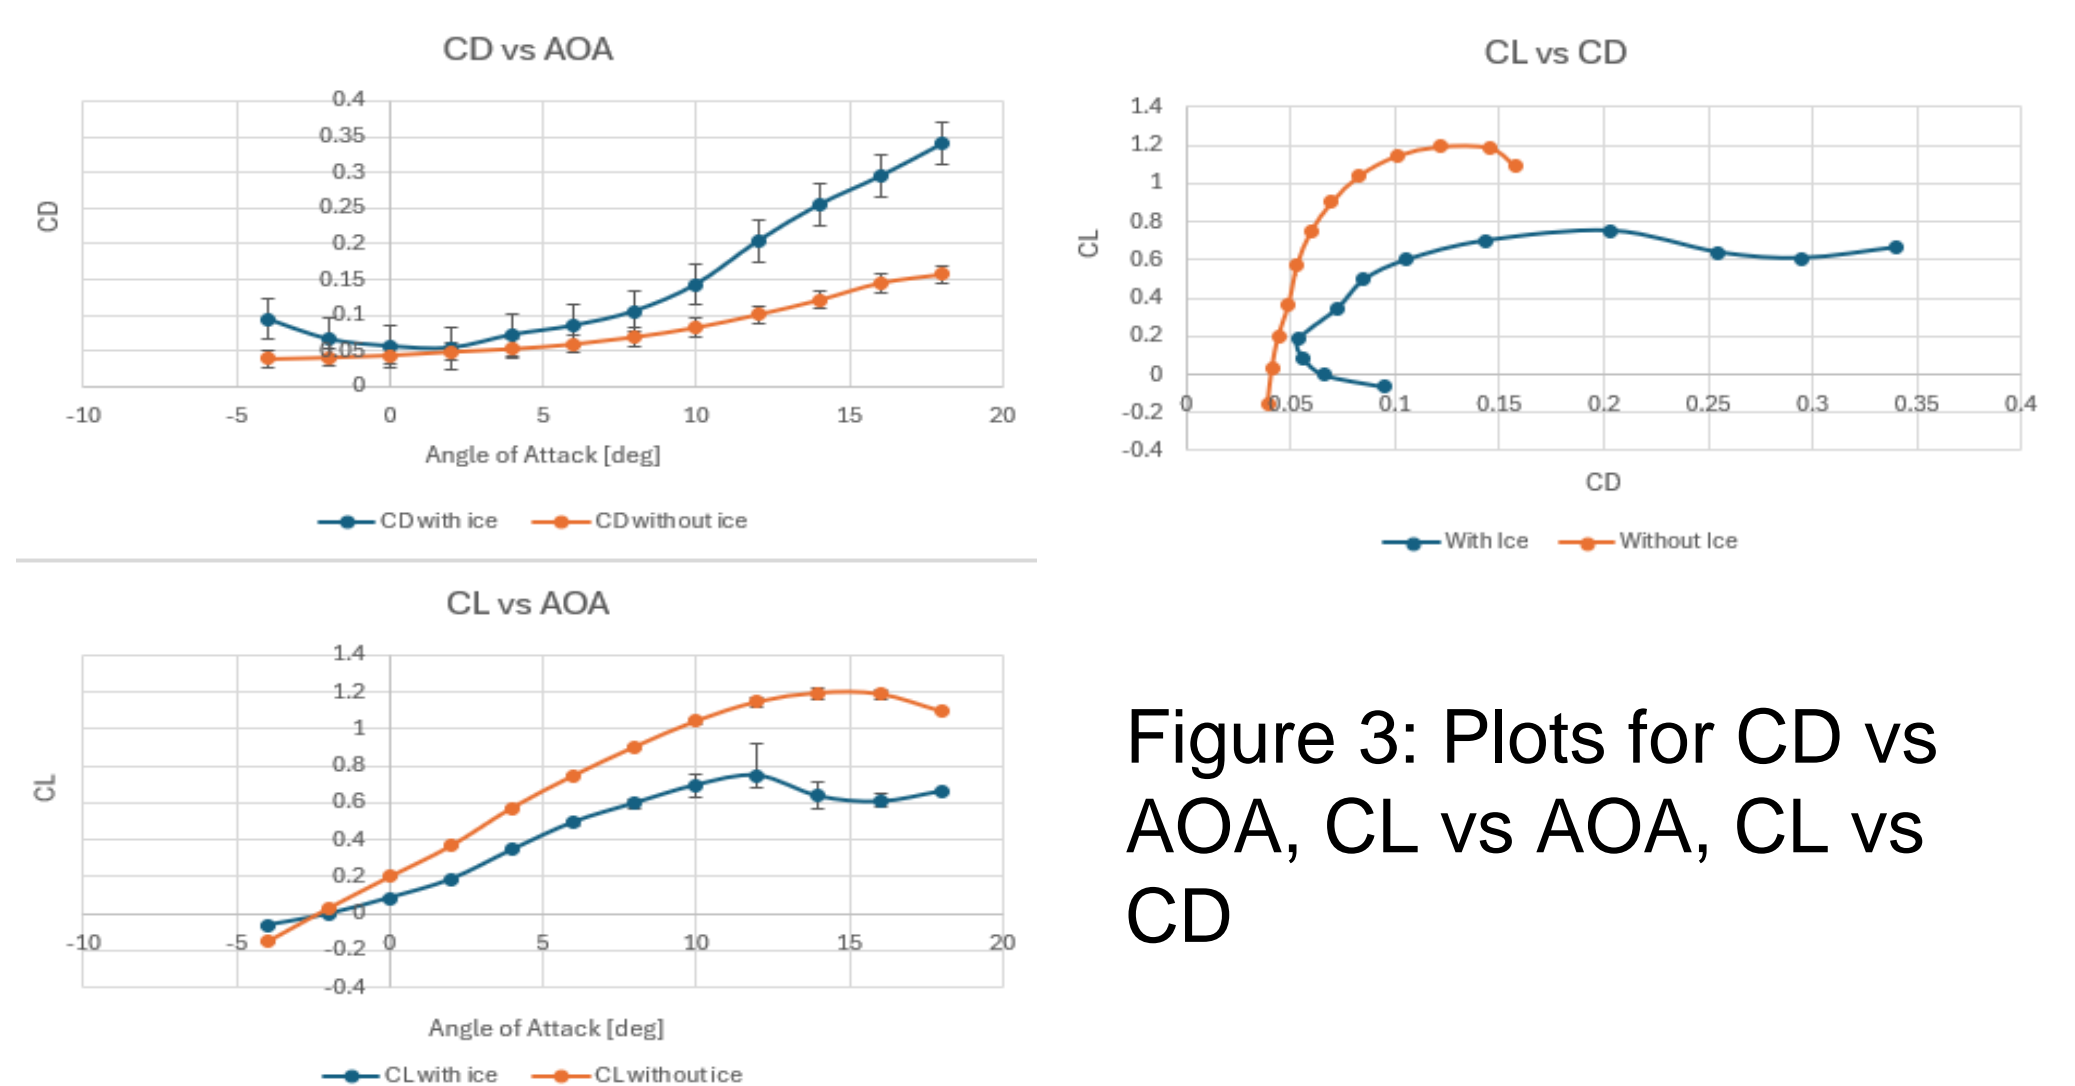 CD vs AOA
0.4
0.35
0.3
0.25
0.2
0.15
0.1
0.05
0
CD
-10 -5 0 5 10 15 20
Angle of Attack [deg]
CD with ice CD without ice
CL vs CD
1.4
1.2
1
0.8
0.6
0.4
0.2
0
-0.2
-0.4
CL
0 0.05 0.1 0.15 0.2 0.25 0.3 0.35 0.4
CD
With Ice Without Ice
CL vs AOA
1.4
1.2
1
0.8
0.6
0.4
0.2
0
-0.2
-0.4
CL
-10 -5 0 5 10 15 20
Angle of Attack [deg]
CL with ice CL without ice
Figure 3: Plots for CD vs
AOA, CL vs AOA, CL vs
CD